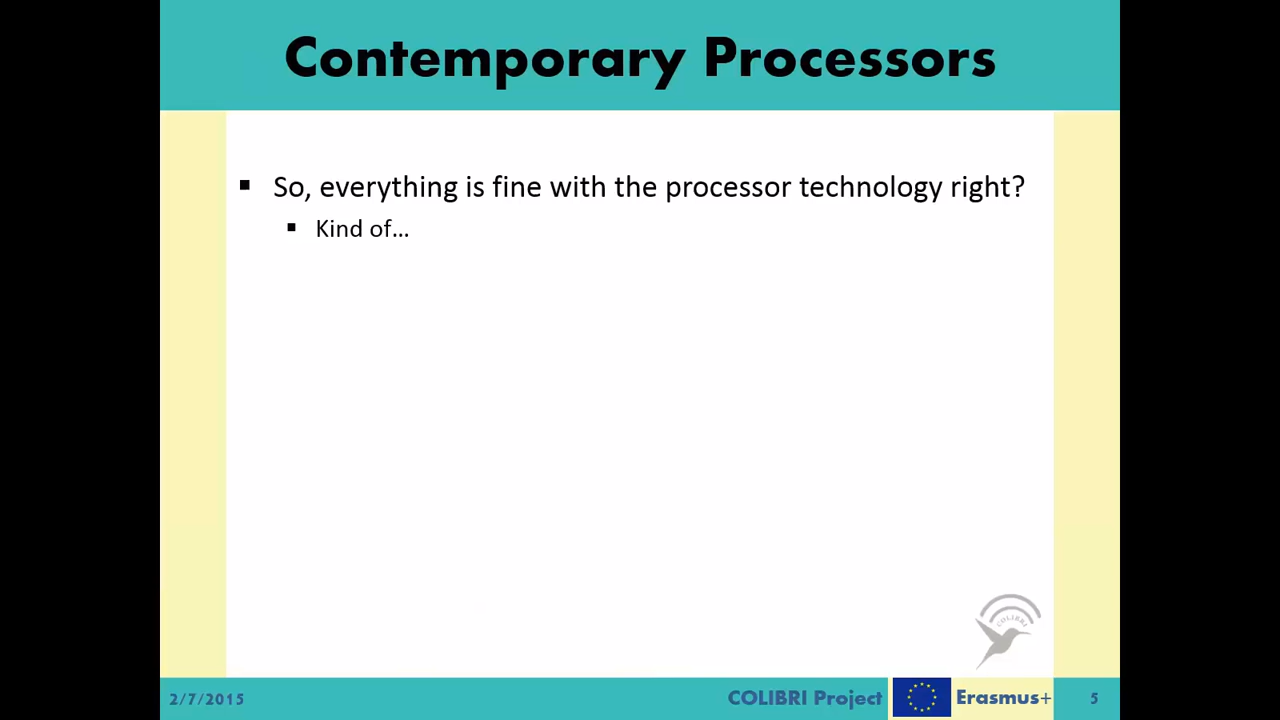 Contemporary Processors
So, everything is fine with the processor technology right?
Kind of…
COLIBRI
2/7/2015
COLIBRI Project
Erasmus+
5